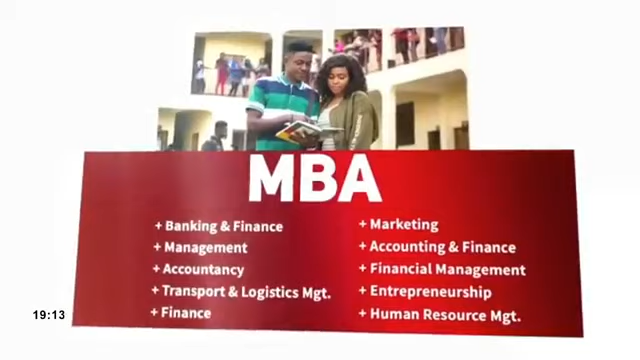 MBA
+ Banking & Finance
+ Management
+ Accountancy
+ Transport & Logistics Mgt.
+ Finance
+ Marketing
+ Accounting & Finance
+ Financial Management
+ Entrepreneurship
+ Human Resource Mgt.
19:13